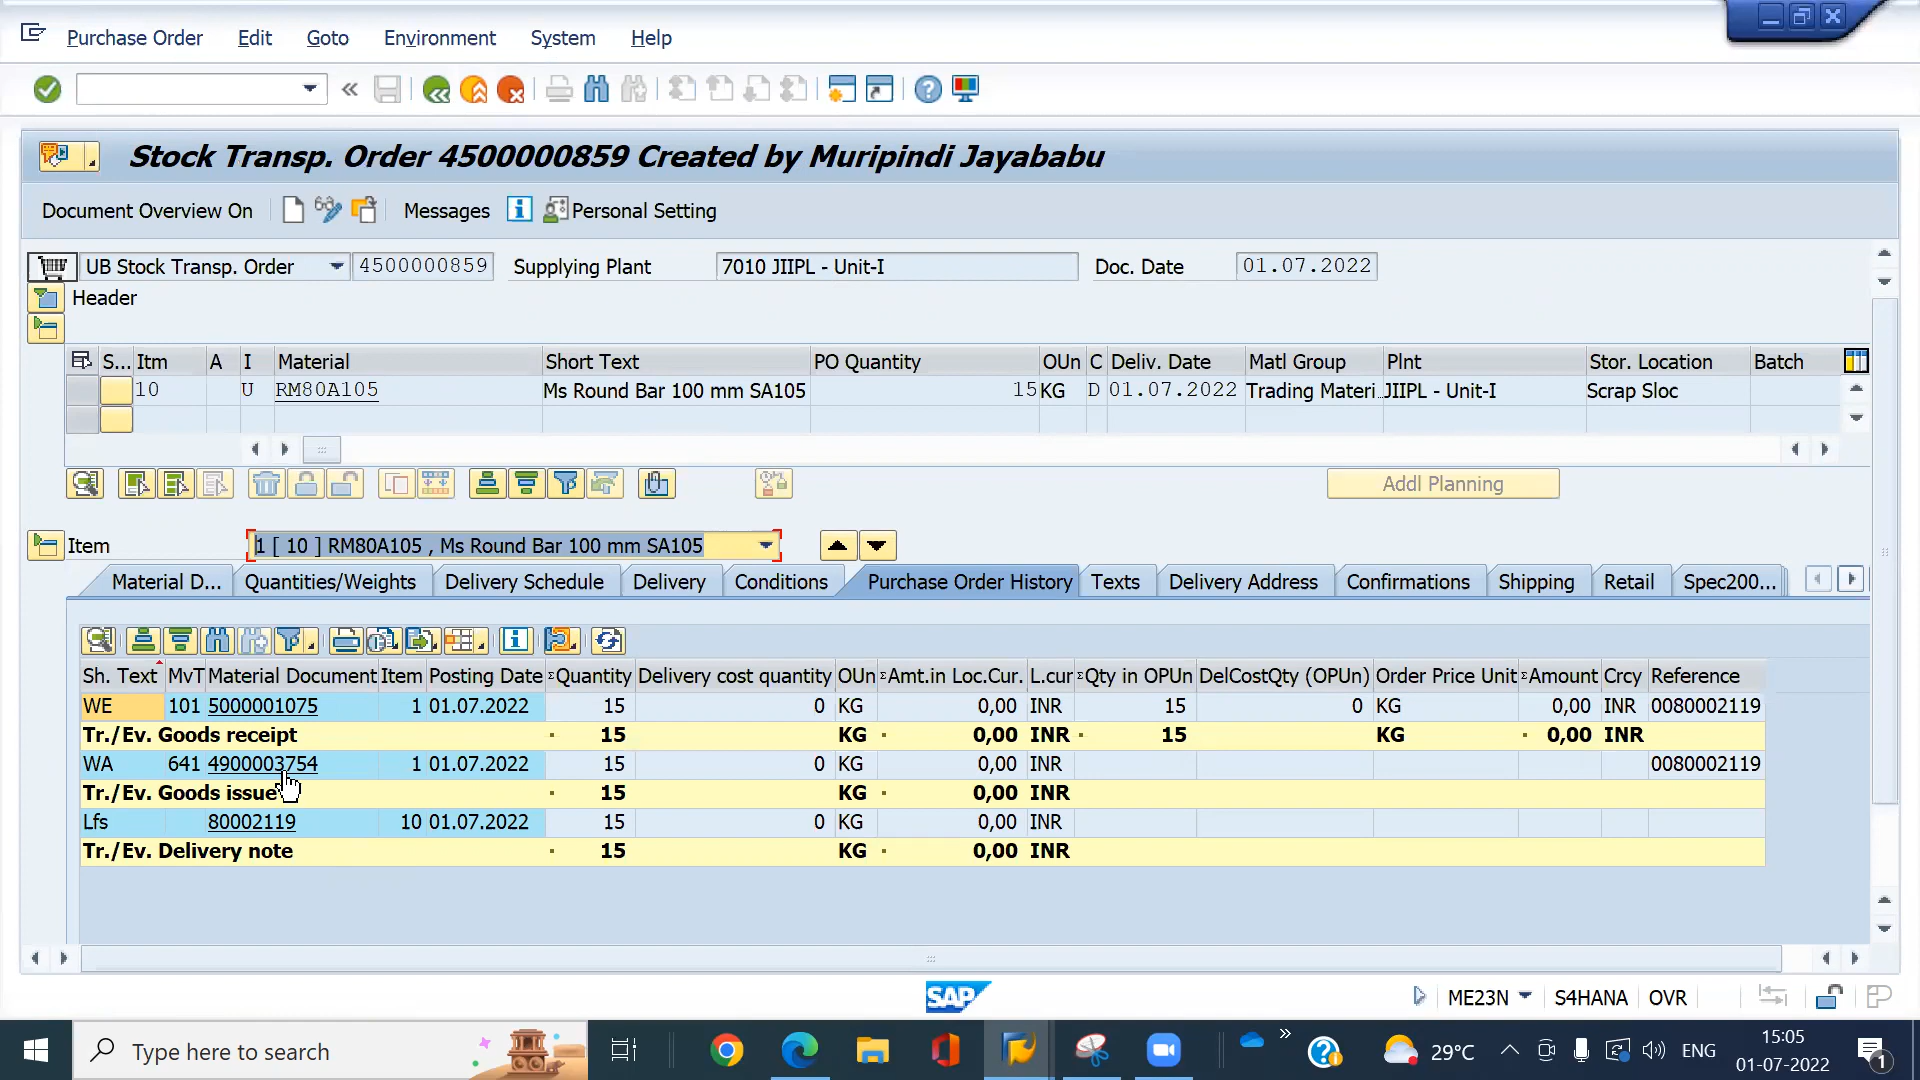 Purchase Order Edit Goto Environment System Help
Stock Transp. Order 4500000859 Created by Muripindi Jayababu
Document Overview On Messages Personal Setting
UB Stock Transp. Order 4500000859 Supplying Plant 7010 JIIPL - Unit-I Doc. Date 01.07.2022
Header
S... Itm A I Material Short Text PO Quantity OUn C Deliv. Date Matl Group Plnt Stor. Location Batch
10 U RM80A105 Ms Round Bar 100 mm SA105 15 KG D 01.07.2022 Trading Materi... JIIPL - Unit-I Scrap Sloc
Addl Planning
Item 1 [ 10 ] RM80A105 , Ms Round Bar 100 mm SA105
Material D... Quantities/Weights Delivery Schedule Delivery Conditions Purchase Order History Texts Delivery Address Confirmations Shipping Retail Spec200...
Sh. Text MvT Material Document Item Posting Date Quantity Delivery cost quantity OUn Amt.in Loc.Cur. L.cur Qty in OPUn DelCostQty (OPUn) Order Price Unit Amount Crcy Reference
WE 101 5000001075 1 01.07.2022 15 0 KG 0,00 INR 15 0 KG 0,00 INR 0080002119
Tr./Ev. Goods receipt 15 KG 0,00 INR 15 KG 0,00 INR
WA 641 4900003754 1 01.07.2022 15 0 KG 0,00 INR 0080002119
Tr./Ev. Goods issue 15 KG 0,00 INR
Lfs 80002119 10 01.07.2022 15 0 KG 0,00 INR
Tr./Ev. Delivery note 15 KG 0,00 INR
SAP ME23N S4HANA OVR
Type here to search 29°C ENG 15:05
01-07-2022 1